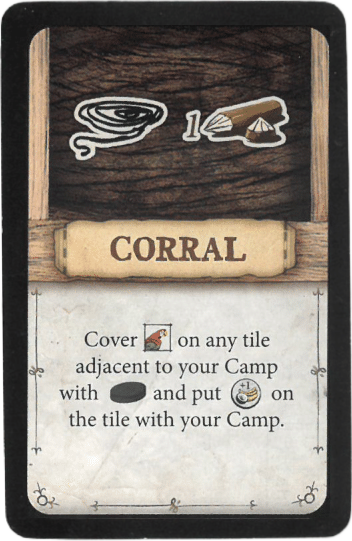 1
CORRAL
Cover on any tile
adjacent to your Camp
with and put +1 on
the tile with your Camp.